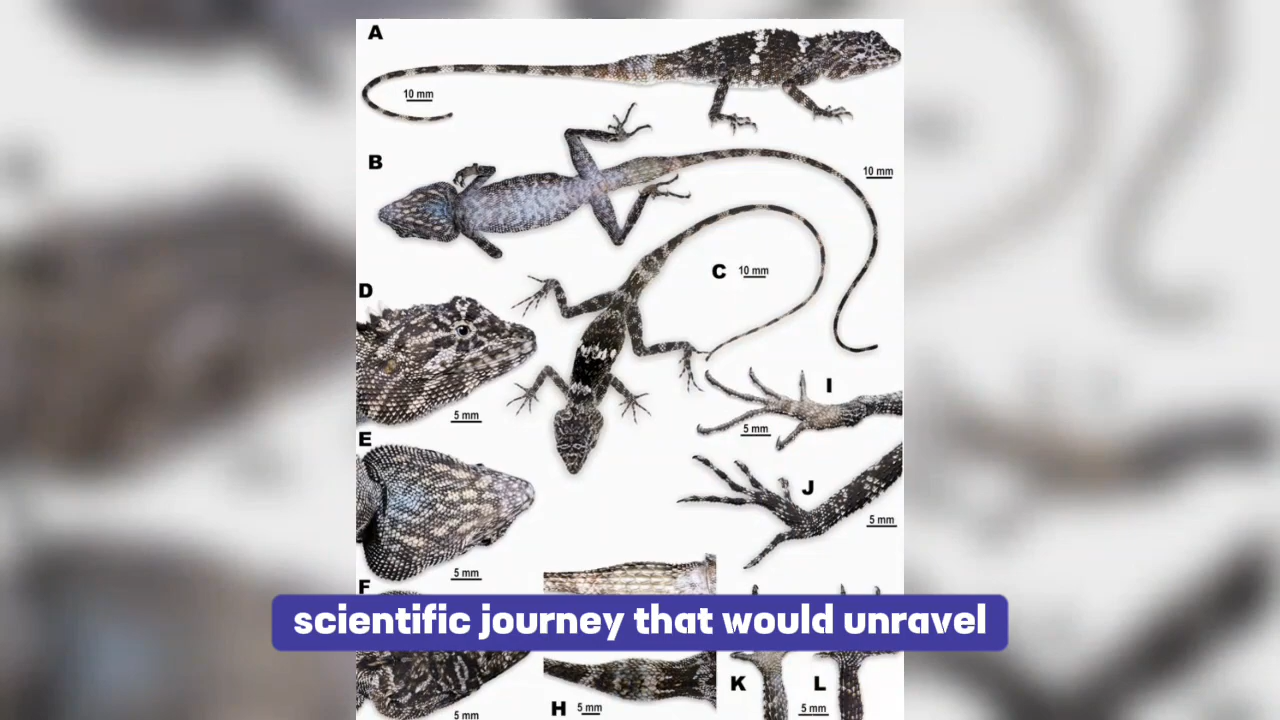 A
10 mm
B
10 mm
C
10 mm
D
5 mm
I
5 mm
E
J
5 mm
5 mm
F
scientific journey that would unravel
K
L
H
5 mm
5 mm
5 mm